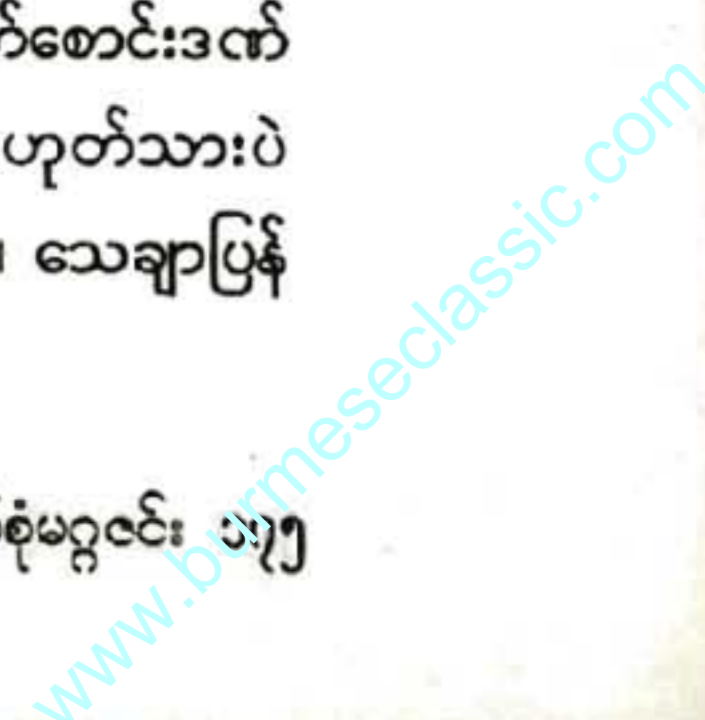 စောင်းဒဏ်
ဟုတ်သားပဲ
သေချာပြန်
စုံမဂ္ဂဇင်း ၁၇၅
www.burmeseclassic.com